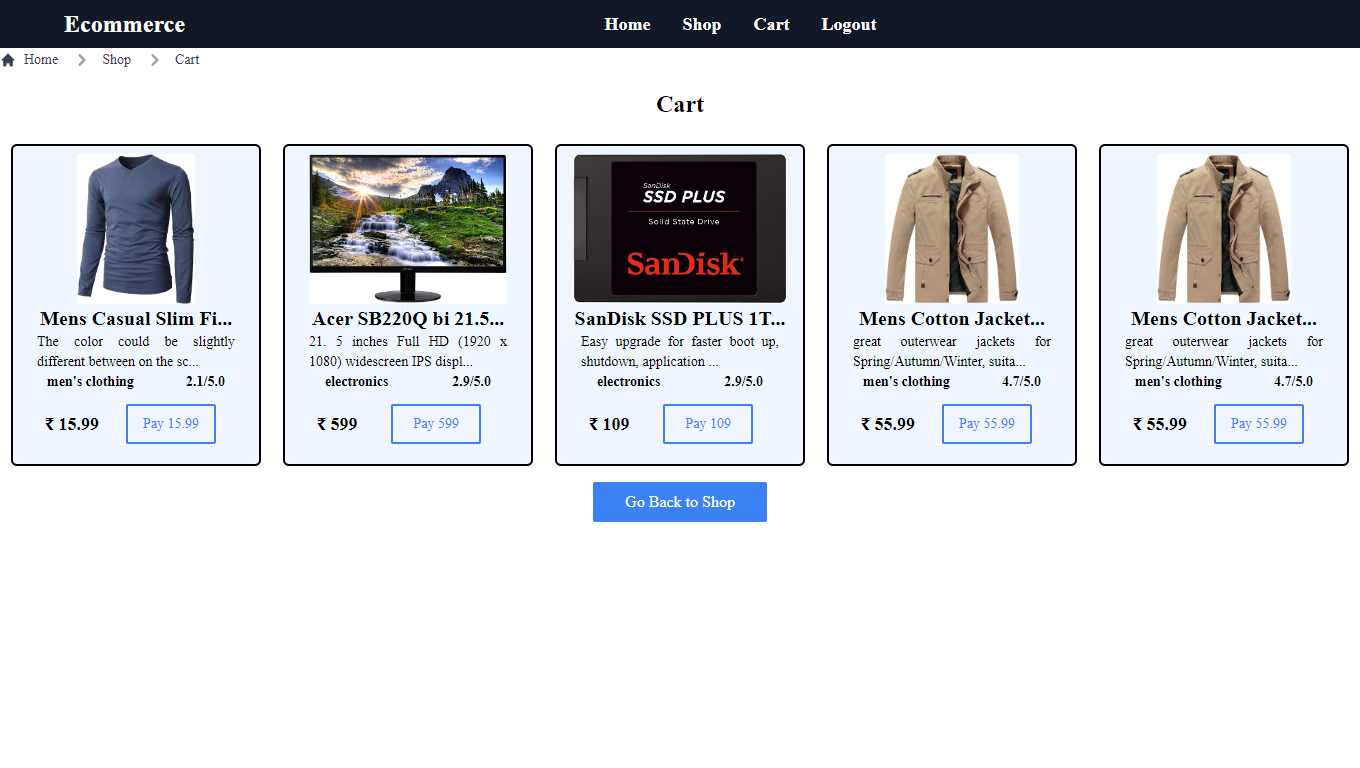 Ecommerce
Home Shop Cart Logout
Home Shop Cart
Cart
SanDisk
SSD PLUS
Solid State Drive
SanDisk
Mens Casual Slim Fi...
The color could be slightly
different between on the sc...
men's clothing 2.1/5.0
₹ 15.99 Pay 15.99
Acer SB220Q bi 21.5...
21. 5 inches Full HD (1920 x
1080) widescreen IPS displ...
electronics 2.9/5.0
₹ 599 Pay 599
SanDisk SSD PLUS 1T...
Easy upgrade for faster boot up,
shutdown, application ...
electronics 2.9/5.0
₹ 109 Pay 109
Mens Cotton Jacket...
great outerwear jackets for
Spring/Autumn/Winter, suita...
men's clothing 4.7/5.0
₹ 55.99 Pay 55.99
Mens Cotton Jacket...
great outerwear jackets for
Spring/Autumn/Winter, suita...
men's clothing 4.7/5.0
₹ 55.99 Pay 55.99
Go Back to Shop